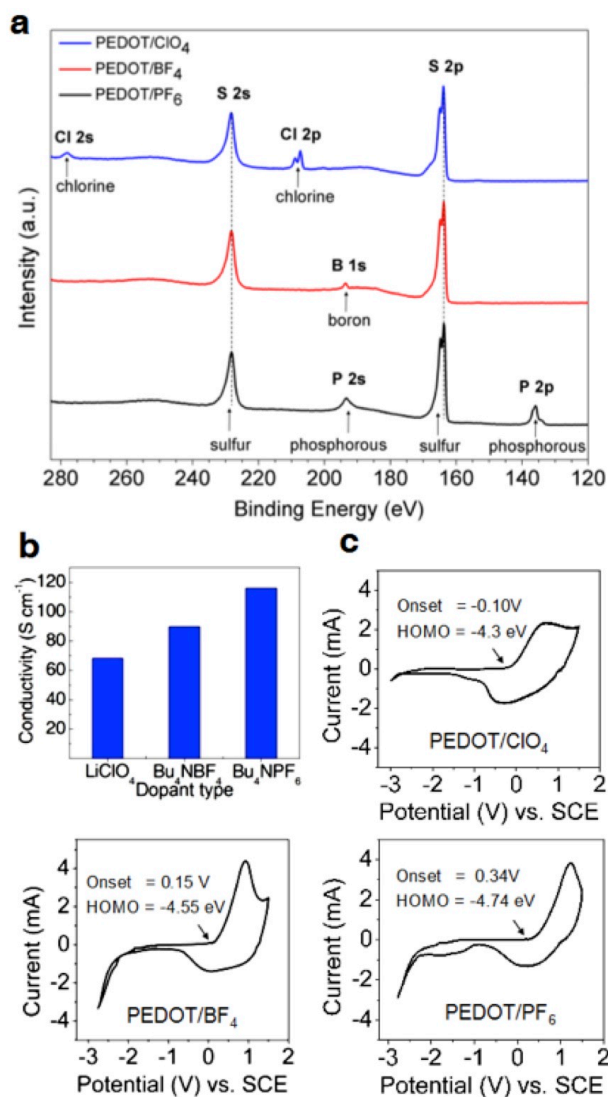 a
PEDOT/ClO4
PEDOT/BF4
PEDOT/PF6
Cl 2s
S 2s
Cl 2p
S 2p
chlorine
chlorine
B 1s
boron
P 2s
P 2p
sulfur
phosphorous
sulfur
phosphorous
Intensity (a.u.)
280 260 240 220 200 180 160 140 120
Binding Energy (eV)
b
Conductivity (S cm-1)
120
100
80
60
40
20
LiClO4 Bu4NBF4 Bu4NPF6
Dopant type
c
Current (mA)
4
2
0
-2
-4
Onset = -0.10V
HOMO = -4.3 eV
PEDOT/ClO4
-3 -2 -1 0 1 2
Potential (V) vs. SCE
Current (mA)
4
2
0
-2
-4
Onset = 0.15 V
HOMO = -4.55 eV
PEDOT/BF4
-3 -2 -1 0 1 2
Potential (V) vs. SCE
Current (mA)
4
2
0
-2
-4
Onset = 0.34V
HOMO = -4.74 eV
PEDOT/PF6
-3 -2 -1 0 1 2
Potential (V) vs. SCE